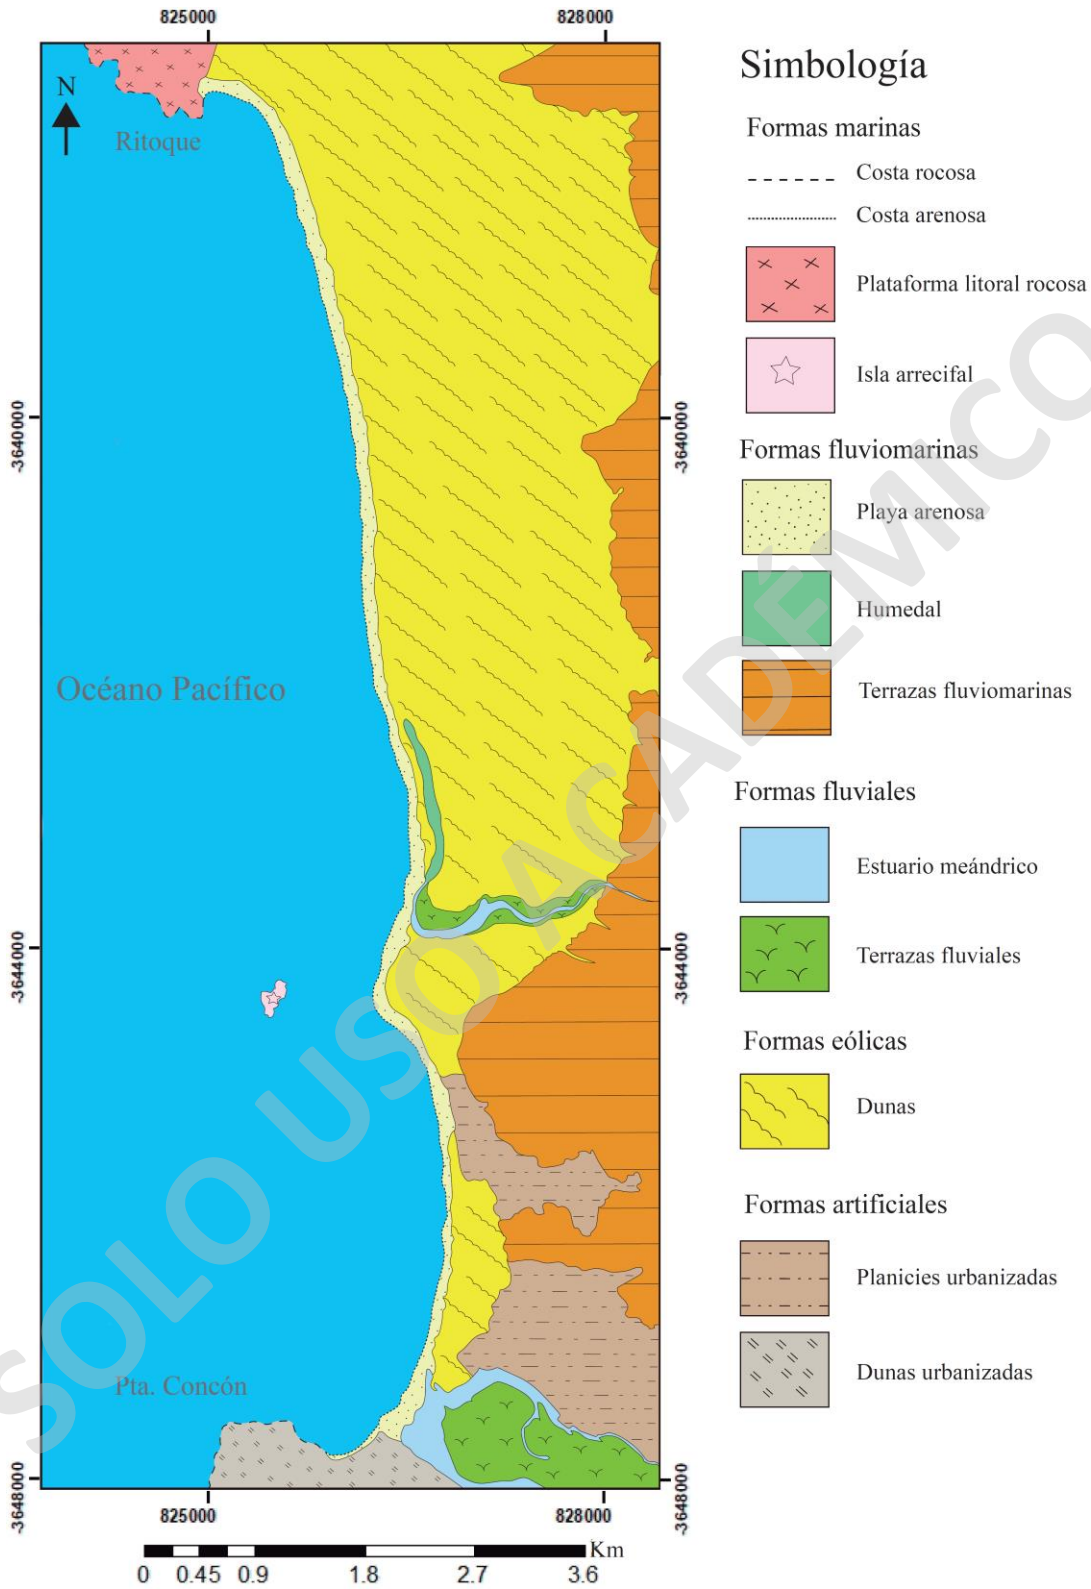 825000
828000
N
Ritoque
-3640000
-3640000
Océano Pacífico
-3644000
-3644000
Pta. Concón
-3648000
-3648000
825000
828000
Km
0 0.45 0.9 1.8 2.7 3.6
Simbología
Formas marinas
Costa rocosa
Costa arenosa
Plataforma litoral rocosa
Isla arrecifal
Formas fluviomarinas
Playa arenosa
Humedal
Terrazas fluviomarinas
Formas fluviales
Estuario meándrico
Terrazas fluviales
Formas eólicas
Dunas
Formas artificiales
Planicies urbanizadas
Dunas urbanizadas
SOLO USO ACADÉMICO